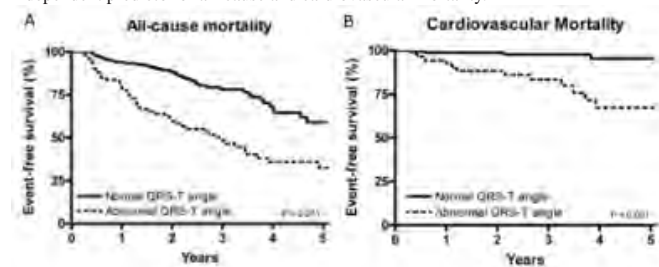 A All-cause mortality
Event-free survival (%)
100
75
50
25
0
Normal QRS-T angle
Abnormal QRS-T angle
0 1 2 3 4 5
Years
B Cardiovascular Mortality
Event-free survival (%)
100
75
50
25
0
Normal QRS-T angle
Abnormal QRS-T angle
0 1 2 3 4 5
Years